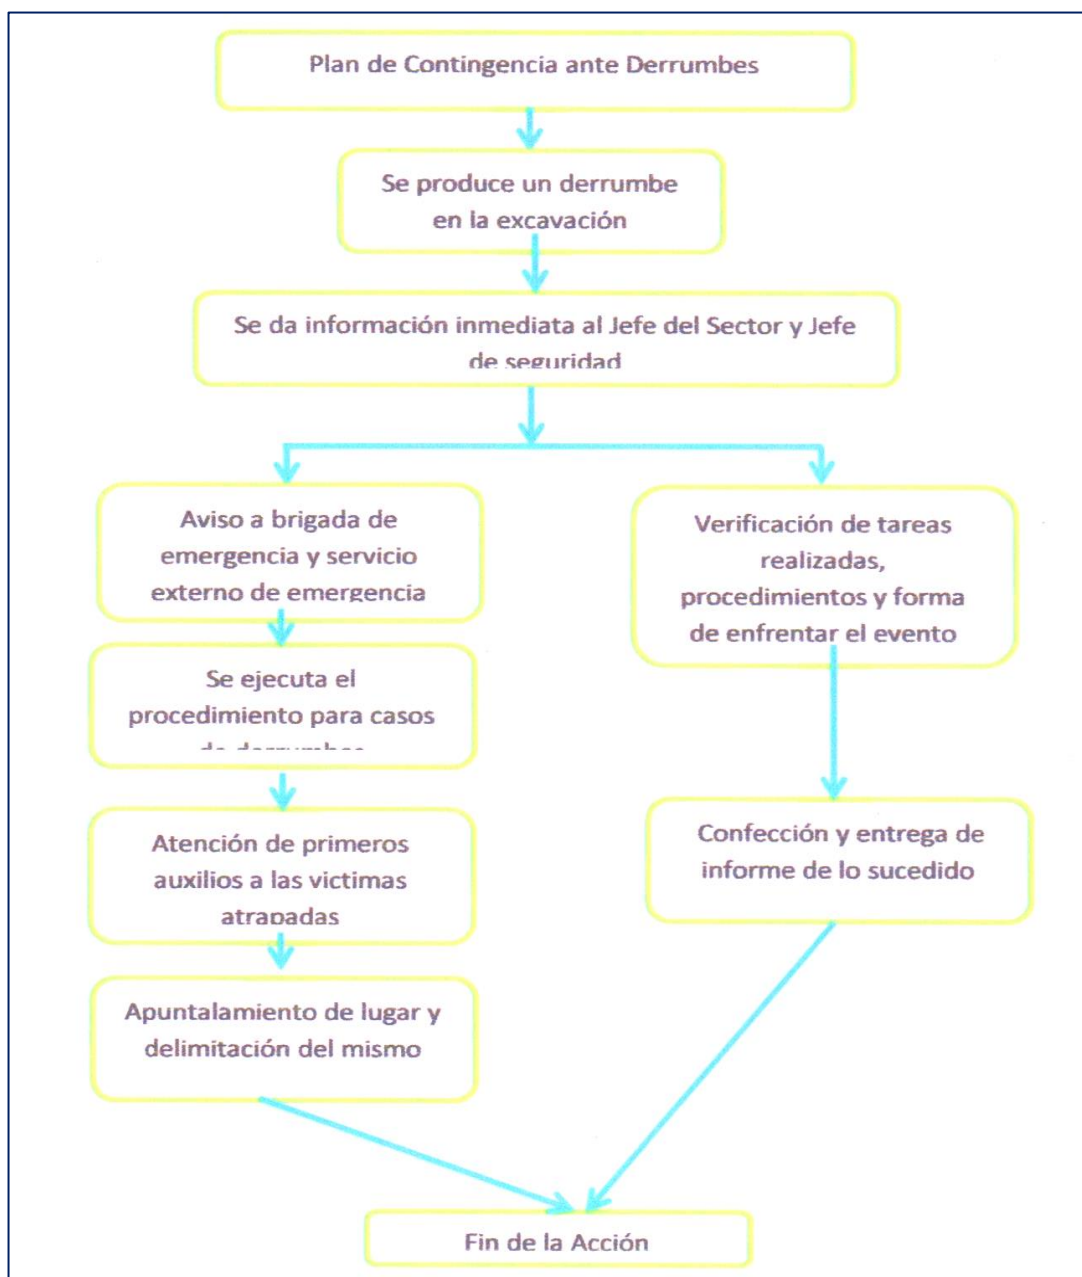 Plan de Contingencia ante Derrumbes
Se produce un derrumbe
en la excavación
Se da información inmediata al Jefe del Sector y Jefe
de seguridad
Aviso a brigada de
emergencia y servicio
externo de emergencia
Se ejecuta el
procedimiento para casos
de derrumbes
Atención de primeros
auxilios a las victimas
atrapadas
Apuntalamiento de lugar y
delimitación del mismo
Verificación de tareas
realizadas,
procedimientos y forma
de enfrentar el evento
Confección y entrega de
informe de lo sucedido
Fin de la Acción